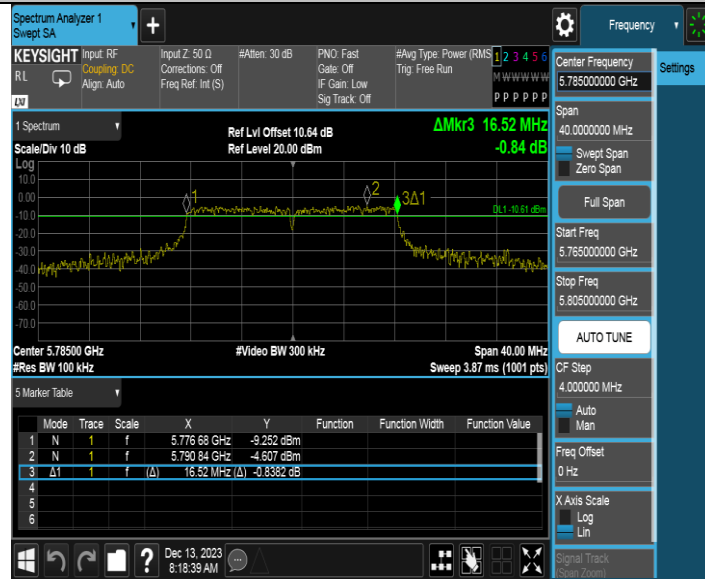 Spectrum Analyzer 1
Swept SA
Frequency
KEYSIGHT
RL
LXI
Input: RF
Coupling: DC
Align: Auto
Input Z: 50 Ω
Corrections: Off
Freq Ref: Int (S)
#Atten: 30 dB
PNO: Fast
Gate: Off
IF Gain: Low
Sig Track: Off
#Avg Type: Power (RMS
Trig: Free Run
1 2 3 4 5 6
M W W W W W
P P P P P P
Center Frequency
5.785000000 GHz
Settings
Span
40.0000000 MHz
Swept Span
Zero Span
Full Span
Start Freq
5.765000000 GHz
Stop Freq
5.805000000 GHz
AUTO TUNE
CF Step
4.000000 MHz
Auto
Man
Freq Offset
0 Hz
X Axis Scale
Log
Lin
Signal Track
(Span Zoom)
1 Spectrum
Scale/Div 10 dB
Ref Lvl Offset 10.64 dB
Ref Level 20.00 dBm
ΔMkr3 16.52 MHz
-0.84 dB
Log
10.0
0.00
-10.0
-20.0
-30.0
-40.0
-50.0
-60.0
-70.0
1
2
3Δ1
DL1 -10.61 dBm
Center 5.78500 GHz
#Video BW 300 kHz
Span 40.00 MHz
#Res BW 100 kHz
Sweep 3.87 ms (1001 pts)
5 Marker Table
Mode Trace Scale X Y Function Function Width Function Value
1 N 1 f 5.776 68 GHz -9.252 dBm
2 N 1 f 5.790 84 GHz -4.607 dBm
3 Δ1 1 f (Δ) 16.52 MHz (Δ) -0.8382 dB
4
5
6
?
Dec 13, 2023
8:18:39 AM